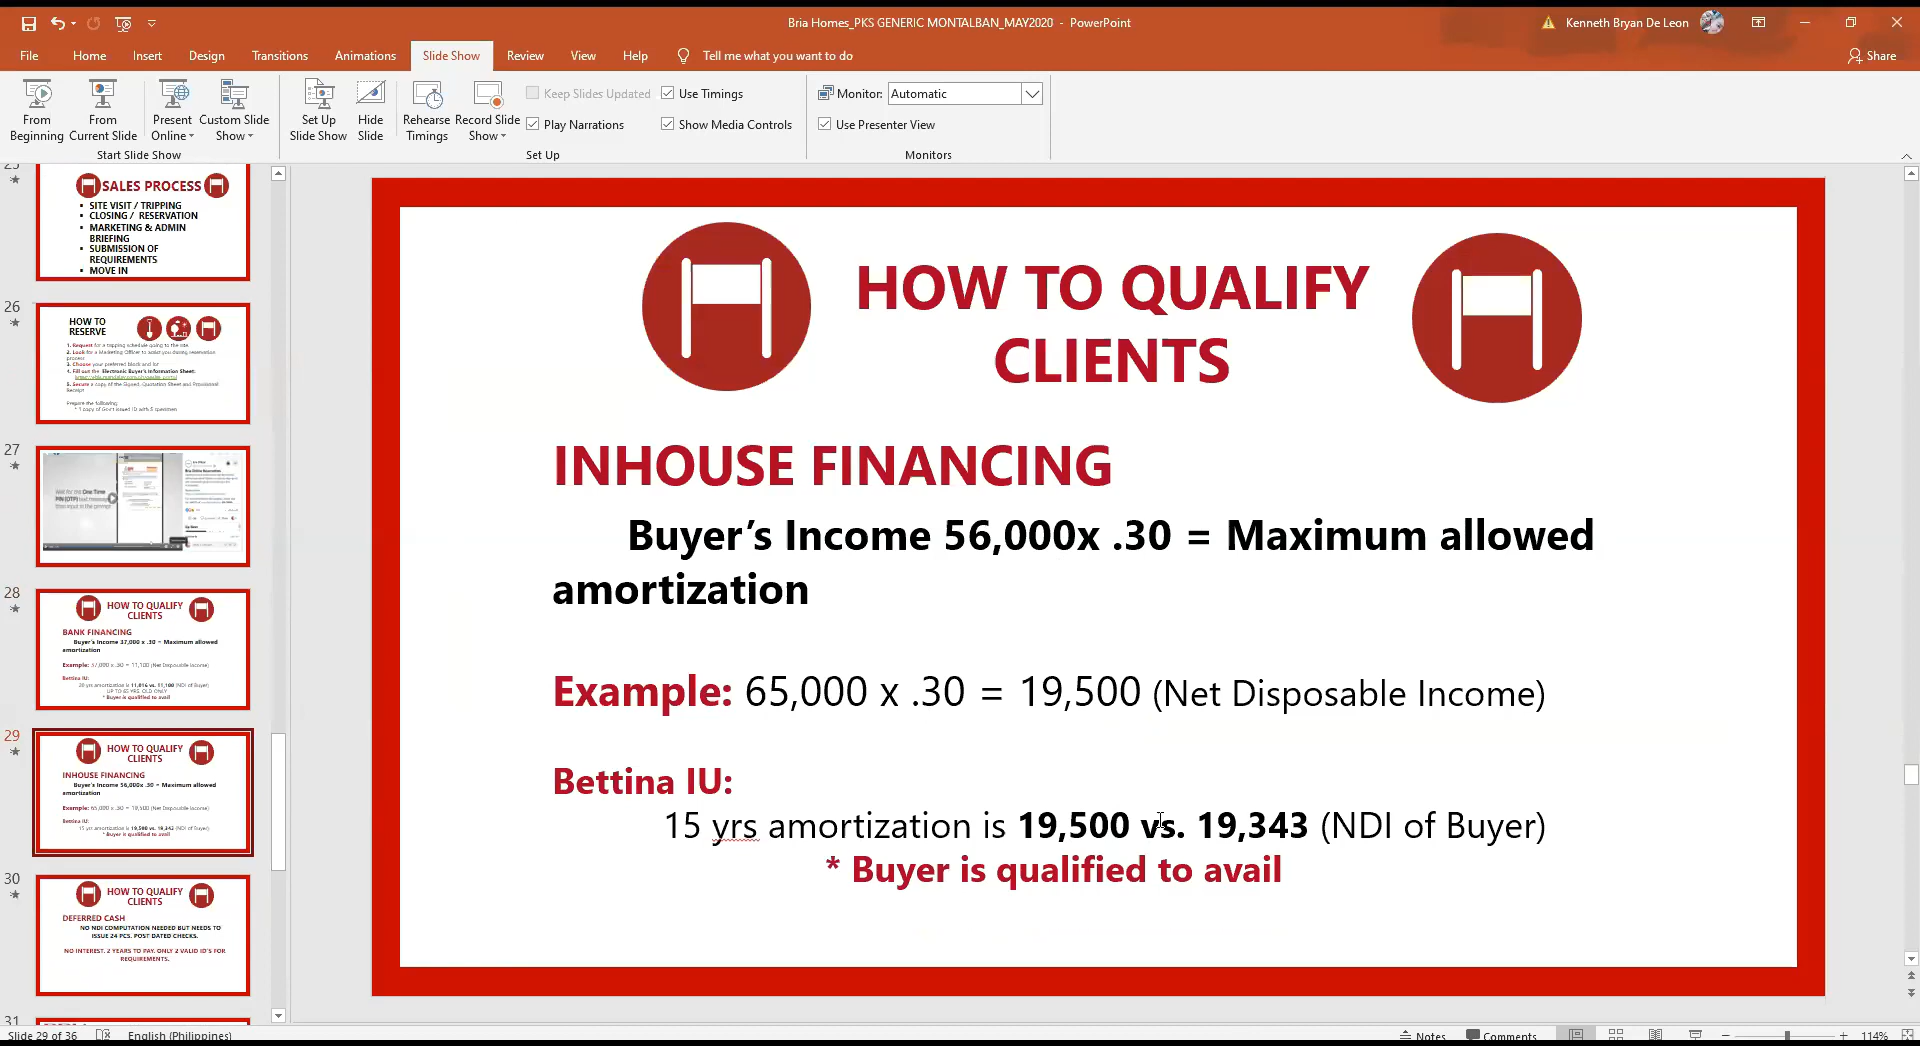 Bria Homes_PKS GENERIC MONTALBAN_MAY2020 - PowerPoint
Kenneth Bryan De Leon
File Home Insert Design Transitions Animations Slide Show Review View Help Tell me what you want to do
Share
From Beginning
From Current Slide
Present Online
Custom Slide Show
Start Slide Show
Set Up Slide Show
Hide Slide
Rehearse Timings
Record Slide Show
Keep Slides Updated
Play Narrations
Use Timings
Show Media Controls
Set Up
Monitor: Automatic
Use Presenter View
Monitors
25
SALES PROCESS
▪ SITE VISIT / TRIPPING
▪ CLOSING / RESERVATION
▪ MARKETING & ADMIN
BRIEFING
▪ SUBMISSION OF
REQUIREMENTS
▪ MOVE IN
26
HOW TO
RESERVE
1. Request for a tripping schedule going to the site.
2. Look for a Marketing Officer to assist you during reservation
process
3. Choose your preferred block and lot
4. Fill out the Electronic Buyer's Information Sheet.
5. Secure a copy of the Signed Quotation Sheet and Provisional
Receipt
Prepare the following:
* 1 copy of Gov't issued ID with 3 specimen
27
28
HOW TO QUALIFY
CLIENTS
BANK FINANCING
Buyer's Income 37,000 x .30 = Maximum allowed
amortization
Example: 37,000 x .30 = 11,100 (Net Disposable Income)
Bettina IU:
20 yrs amortization is 11,016 vs. 11,100 (NDI of Buyer)
UP TO 65 YRS. OLD ONLY
* Buyer is qualified to avail
29
HOW TO QUALIFY
CLIENTS
INHOUSE FINANCING
Buyer's Income 56,000x .30 = Maximum allowed
amortization
Example: 65,000 x .30 = 19,500 (Net Disposable Income)
Bettina IU:
15 yrs amortization is 19,500 vs. 19,343 (NDI of Buyer)
* Buyer is qualified to avail
30
HOW TO QUALIFY
CLIENTS
DEFERRED CASH
NO NDI COMPUTATION NEEDED BUT NEEDS TO
ISSUE 24 PCS. POST DATED CHECKS.
NO INTEREST. 2 YEARS TO PAY. ONLY 2 VALID ID'S FOR
REQUIREMENTS.
31
HOW TO QUALIFY
CLIENTS
INHOUSE FINANCING
Buyer's Income 56,000x .30 = Maximum allowed
amortization
Example: 65,000 x .30 = 19,500 (Net Disposable Income)
Bettina IU:
15 yrs amortization is 19,500 vs. 19,343 (NDI of Buyer)
* Buyer is qualified to avail
Slide 29 of 36 English (Philippines)
Notes Comments 114%